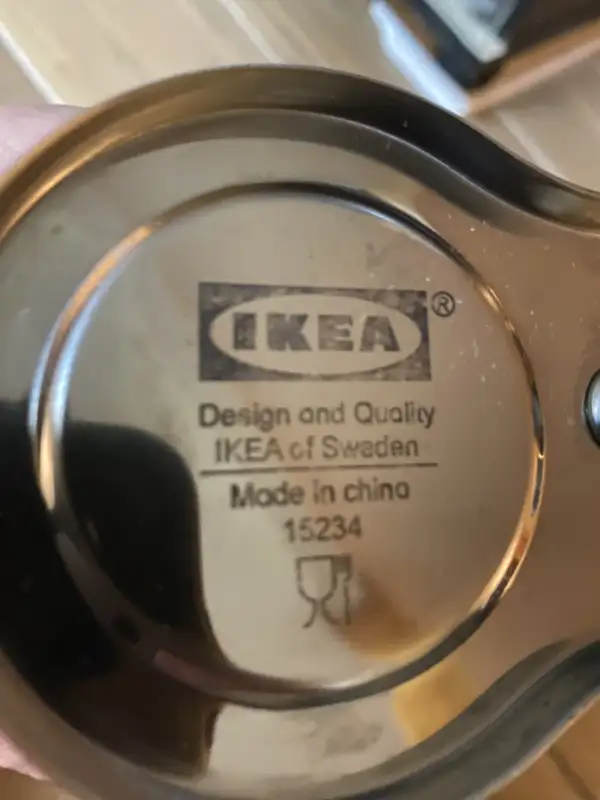 IKEA®
Design and Quality
IKEA of Sweden
Made in china
15234